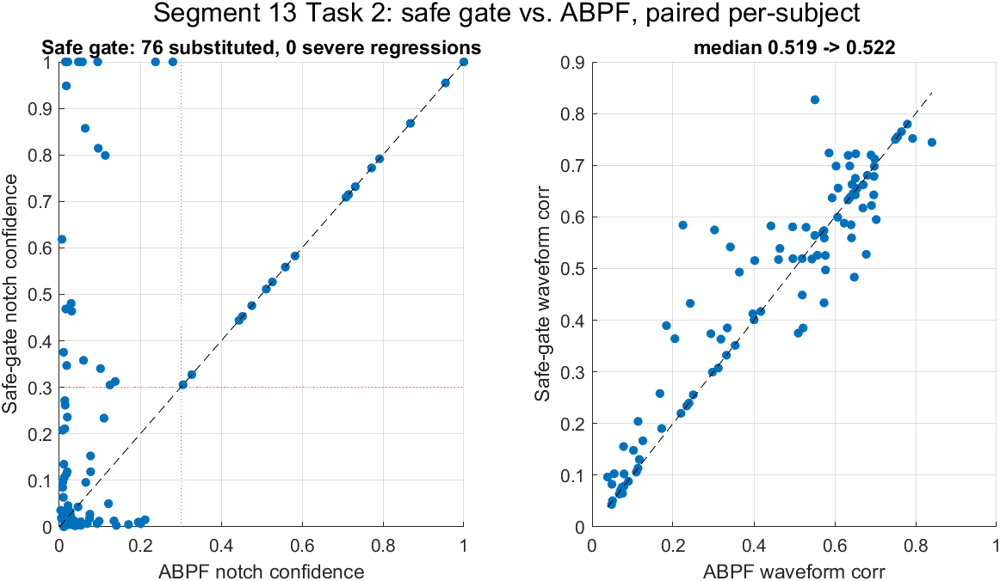 Segment 13 Task 2: safe gate vs. ABPF, paired per-subject
Safe gate: 76 substituted, 0 severe regressions
1
0.9
0.8
0.7
0.6
0.5
0.4
0.3
0.2
0.1
0
Safe-gate notch confidence
0 0.2 0.4 0.6 0.8 1
ABPF notch confidence
median 0.519 -> 0.522
0.9
0.8
0.7
0.6
0.5
0.4
0.3
0.2
0.1
0
Safe-gate waveform corr
0 0.2 0.4 0.6 0.8 1
ABPF waveform corr